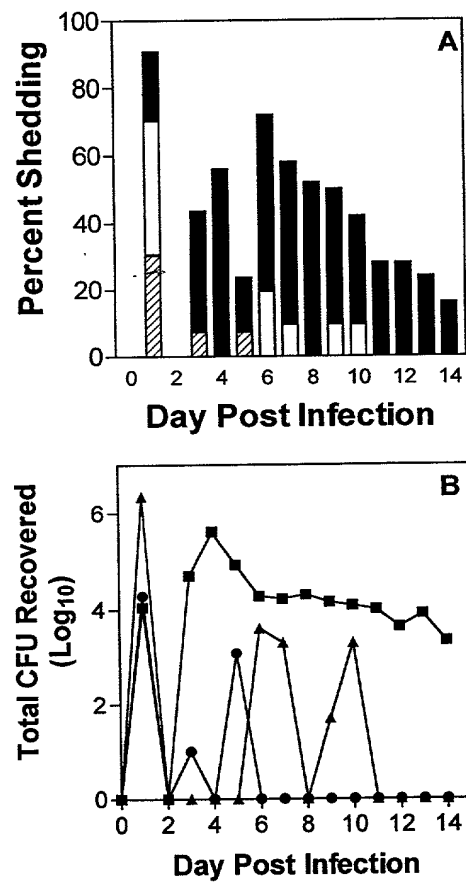 100
80
60
40
20
0
Percent Shedding
A
0 2 4 6 8 10 12 14
Day Post Infection
6
4
2
0
Total CFU Recovered
(Log10)
B
0 2 4 6 8 10 12 14
Day Post Infection